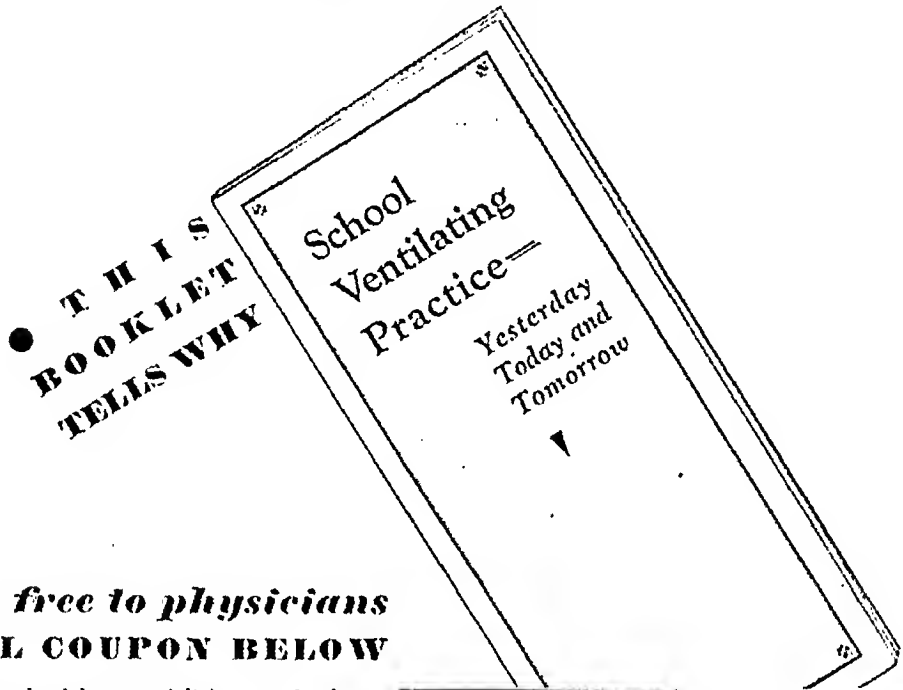 • THIS
BOOKLET
TELLS WHY
School
Ventilating
Practice—
Yesterday
Today and
Tomorrow
free to physicians
L COUPON BELOW